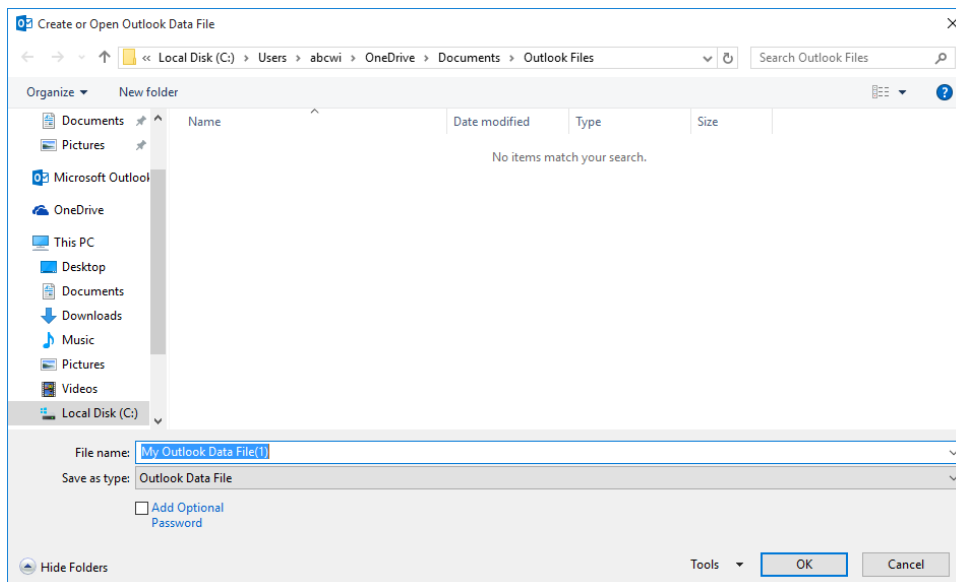 Create or Open Outlook Data File
« Local Disk (C:) › Users › abcwi › OneDrive › Documents › Outlook Files
Search Outlook Files
Organize
New folder
Documents
Pictures
Microsoft Outlook
OneDrive
This PC
Desktop
Documents
Downloads
Music
Pictures
Videos
Local Disk (C:)
Name
Date modified
Type
Size
No items match your search.
File name: My Outlook Data File(1)
Save as type: Outlook Data File
Add Optional
Password
Hide Folders
Tools
OK
Cancel